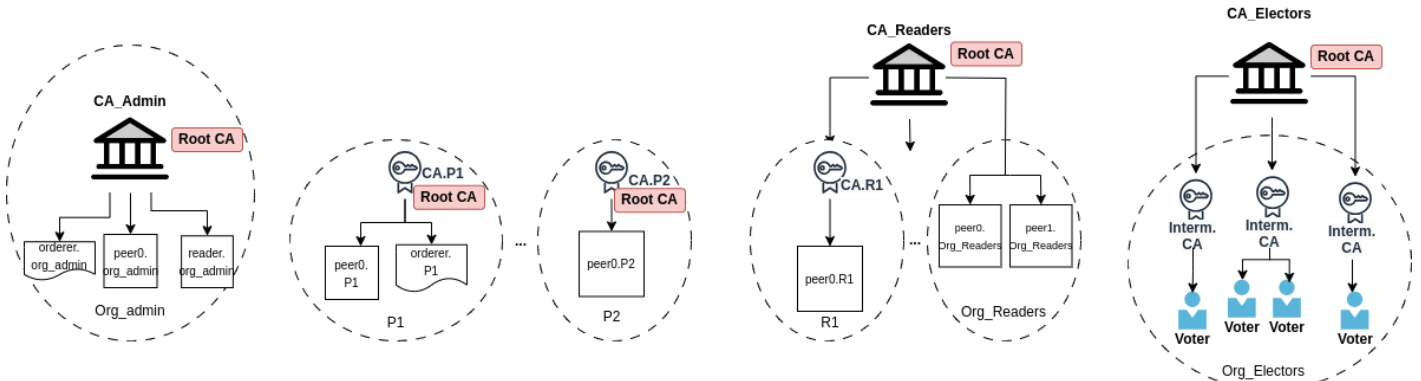 CA_Admin
Root CA
orderer.
org_admin
peer0.
org_admin
reader.
org_admin
Org_admin
CA.P1
Root CA
peer0.
P1
orderer.
P1
P1
...
CA.P2
Root CA
peer0.P2
P2
CA_Readers
Root CA
CA.R1
peer0.R1
R1
...
peer0.
Org_Readers
peer1.
Org_Readers
Org_Readers
CA_Electors
Root CA
Interm.
CA
Interm.
CA
Interm.
CA
Voter
Voter
Voter
Voter
Org_Electors